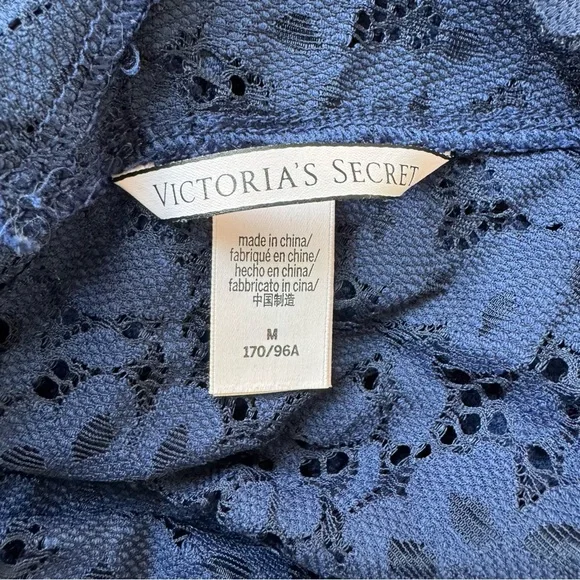 VICTORIA'S SECRET
made in china/
fabriqué en chine/
hecho en china/
fabbricato in cina/
中国制造
M
170/96A